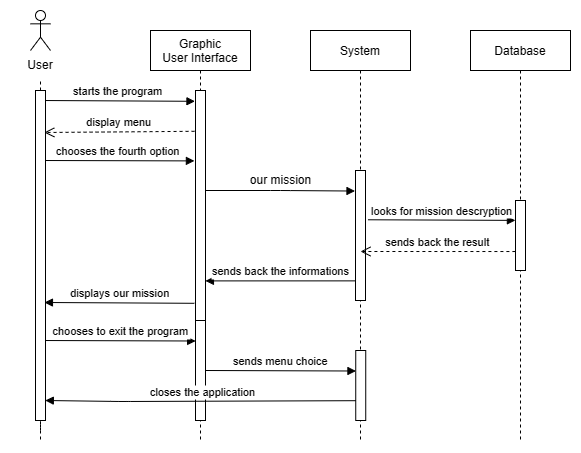 Graphic
User Interface
System
Database
User
starts the program
display menu
chooses the fourth option
our mission
looks for mission descryption
sends back the result
sends back the informations
displays our mission
chooses to exit the program
sends menu choice
closes the application